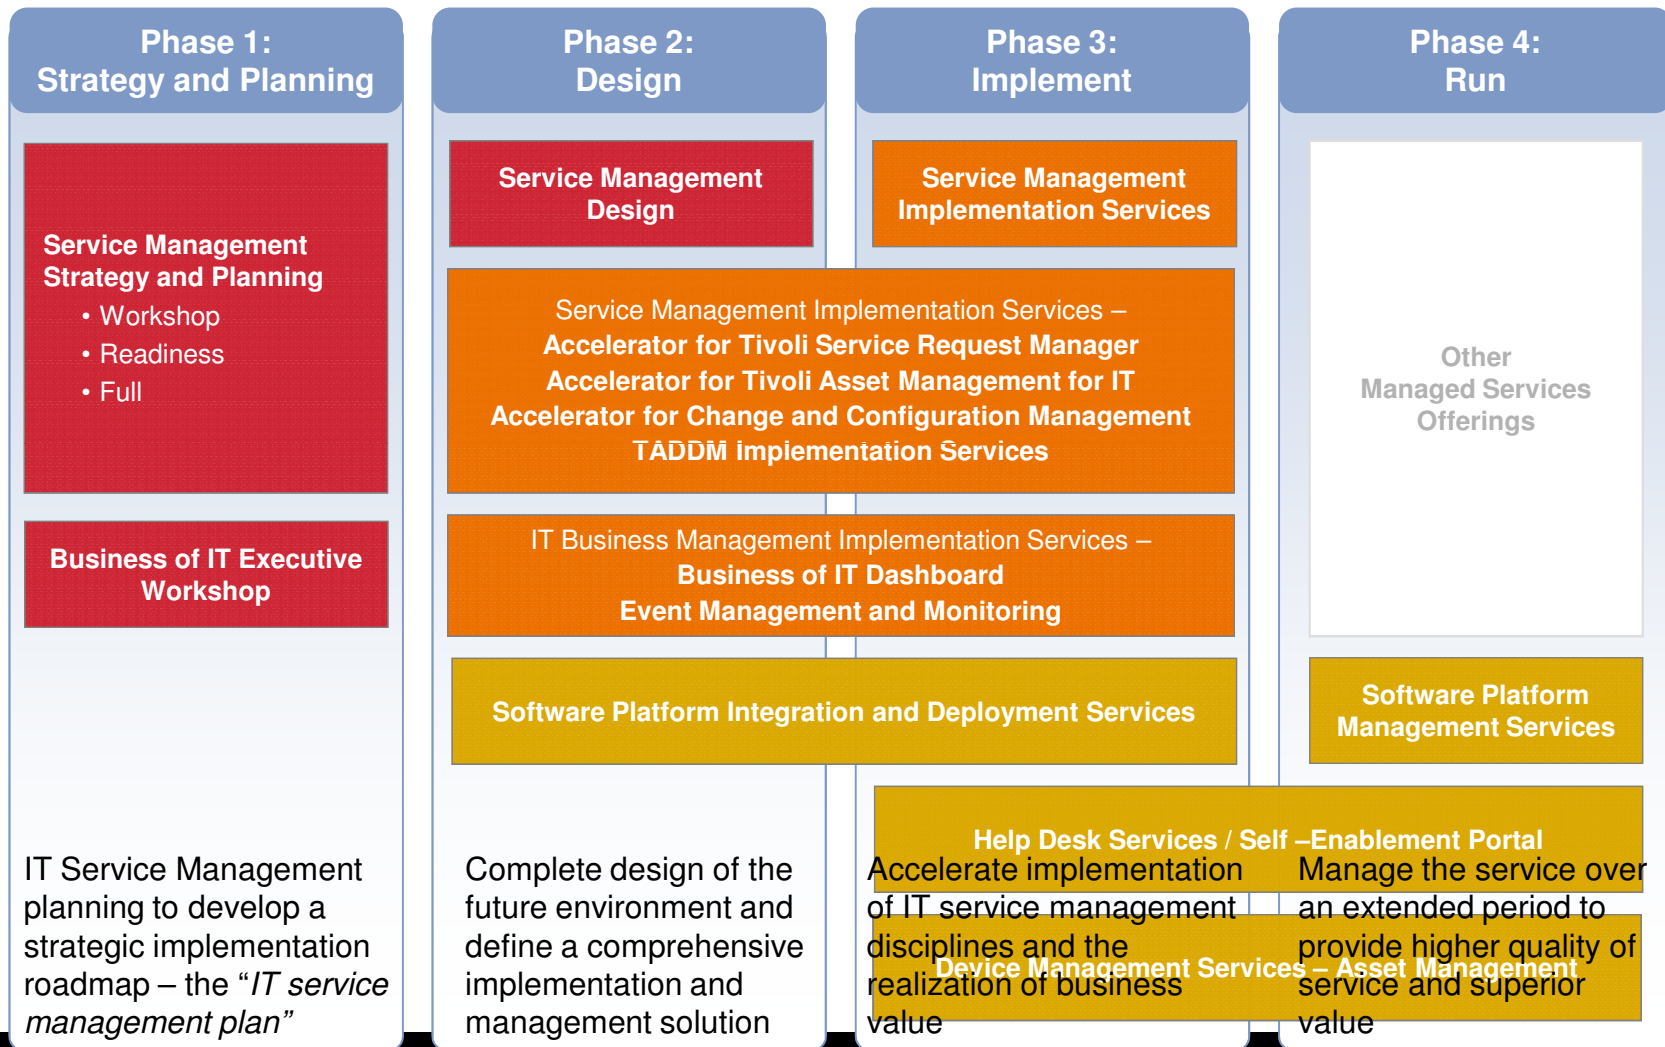 Phase 1:
Strategy and Planning
Service Management
Strategy and Planning
• Workshop
• Readiness
• Full
Business of IT Executive
Workshop
IT Service Management
planning to develop a
strategic implementation
roadmap – the “IT service
management plan”
Phase 2:
Design
Service Management
Design
Phase 3:
Implement
Service Management
Implementation Services
Service Management Implementation Services –
Accelerator for Tivoli Service Request Manager
Accelerator for Tivoli Asset Management for IT
Accelerator for Change and Configuration Management
TADDM Implementation Services
IT Business Management Implementation Services –
Business of IT Dashboard
Event Management and Monitoring
Software Platform Integration and Deployment Services
Complete design of the
future environment and
define a comprehensive
implementation and
management solution
Phase 4:
Run
Other
Managed Services
Offerings
Software Platform
Management Services
Help Desk Services / Self –Enablement Portal
Device Management Services – Asset Management
Accelerate implementation
of IT service management
disciplines and the
realization of business
value
Manage the service over
an extended period to
provide higher quality of
service and superior
value